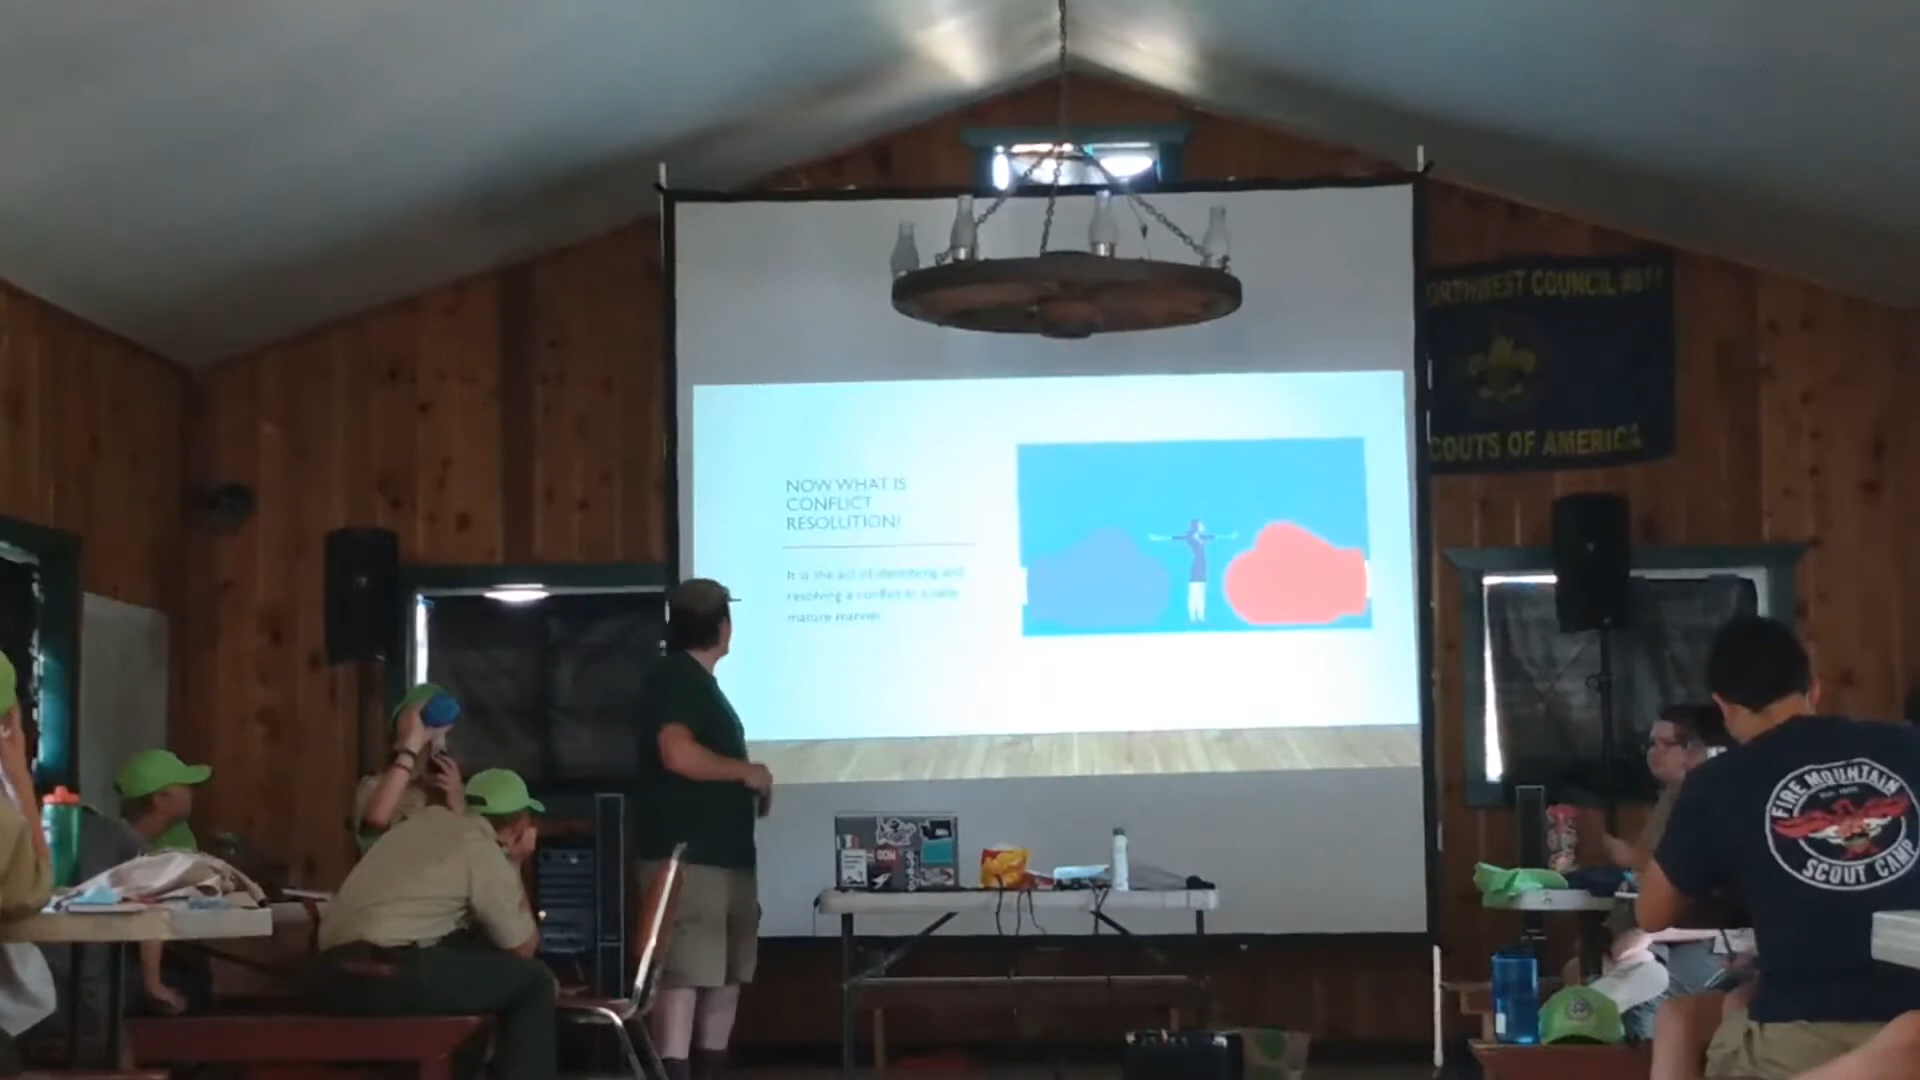 ORTHWEST COUNCIL #611
COUTS OF AMERICA
NOW WHAT IS
CONFLICT
RESOLUTION?
It is the act of identifying and
resolving a conflict in a
mature manner
FIRE MOUNTAIN
SCOUT CAMP